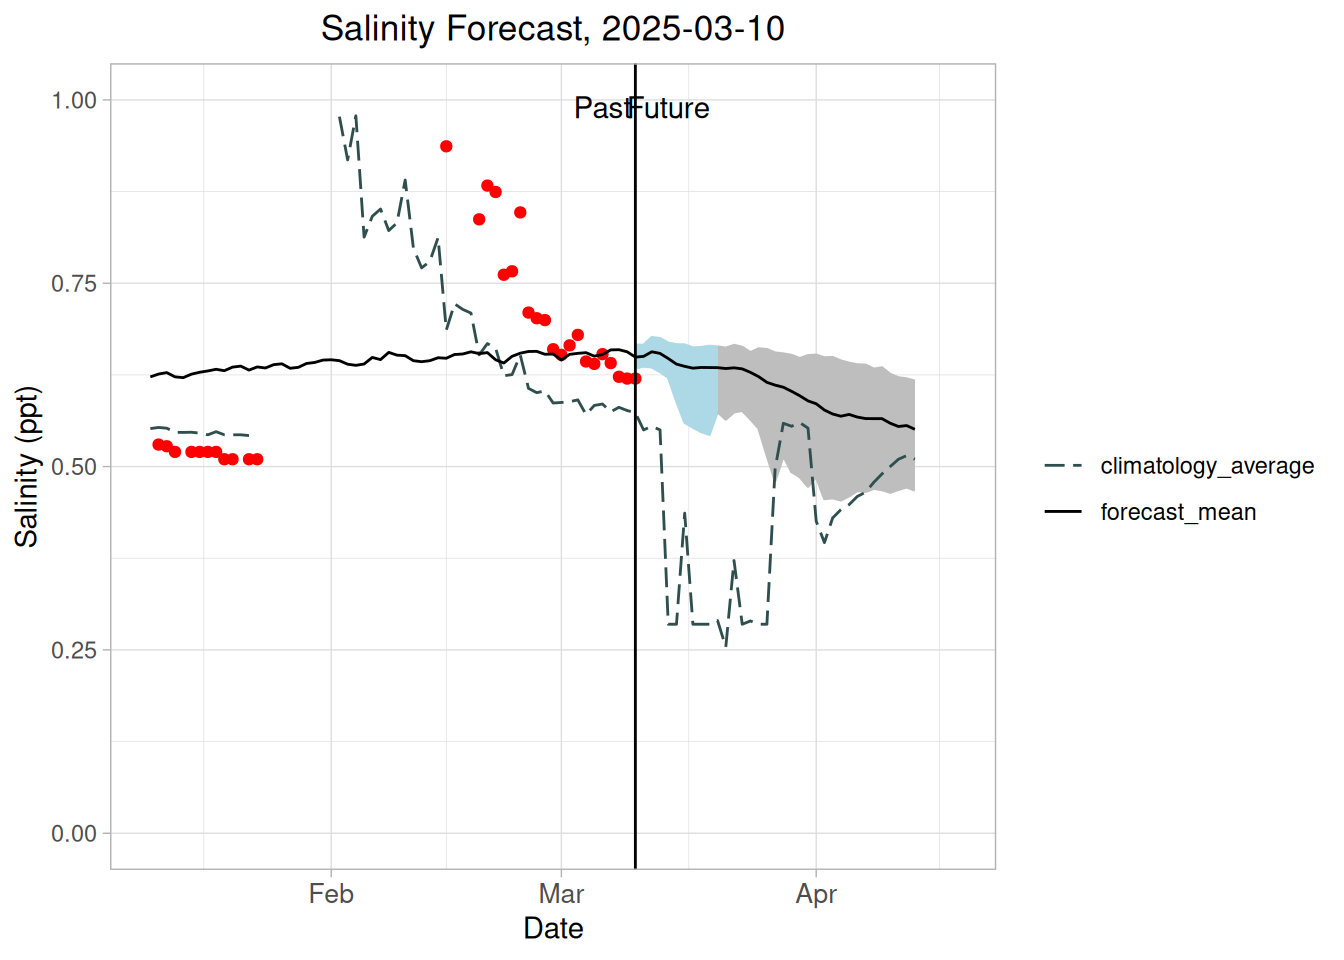 Salinity Forecast, 2025-03-10
1.00
0.75
0.50
0.25
0.00
Salinity (ppt)
Past
Future
Feb
Mar
Apr
Date
climatology_average
forecast_mean